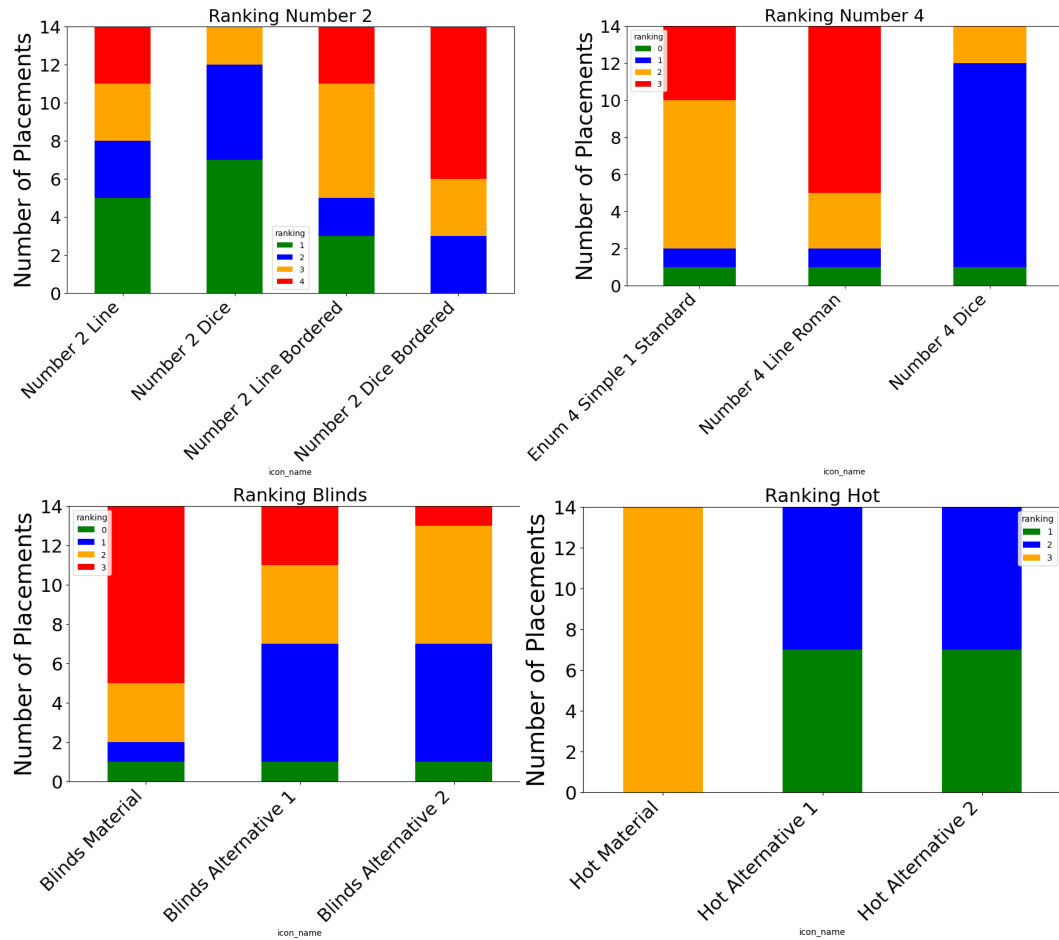 Ranking Number 2
Number of Placements
14
12
10
8
6
4
2
0
ranking
1
2
3
4
Number 2 Line
Number 2 Dice
Number 2 Line Bordered
Number 2 Dice Bordered
icon_name
Ranking Number 4
Number of Placements
14
12
10
8
6
4
2
0
ranking
0
1
2
3
Enum 4 Simple 1 Standard
Number 4 Line Roman
Number 4 Dice
icon_name
Ranking Blinds
Number of Placements
14
12
10
8
6
4
2
0
ranking
0
1
2
3
Blinds Material
Blinds Alternative 1
Blinds Alternative 2
icon_name
Ranking Hot
Number of Placements
14
12
10
8
6
4
2
0
ranking
1
2
3
Hot Material
Hot Alternative 1
Hot Alternative 2
icon_name